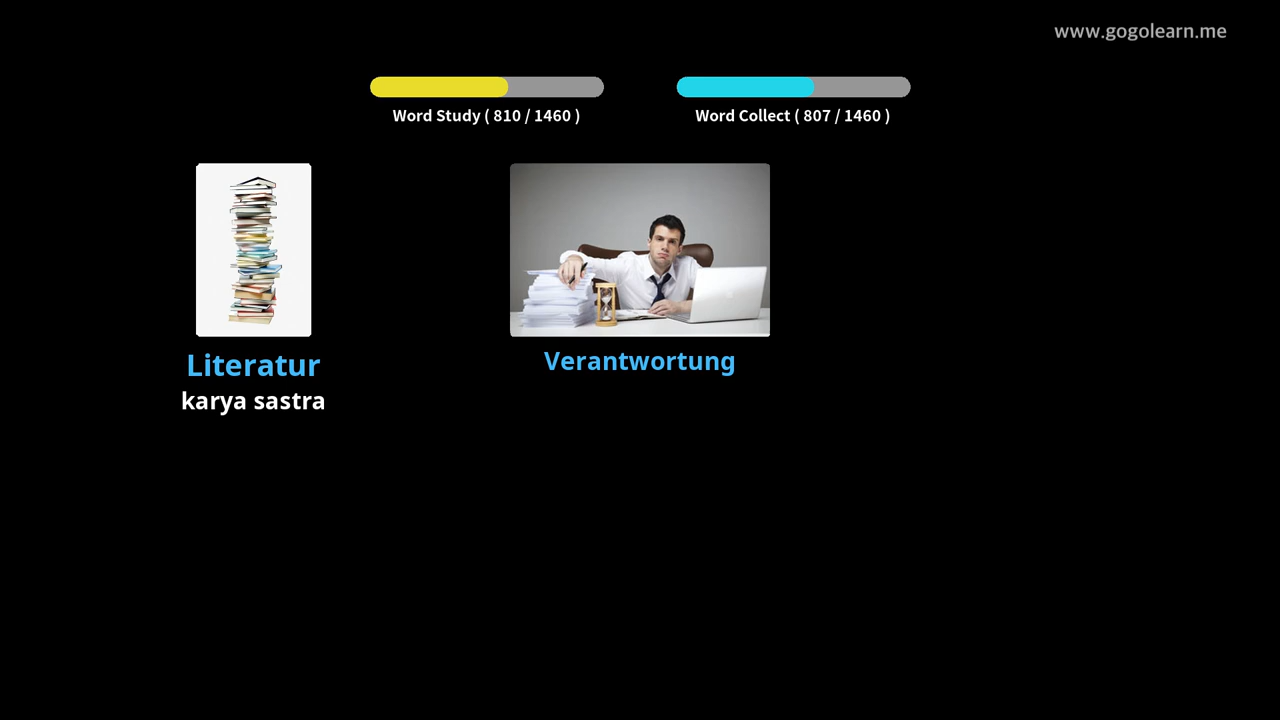 www.gogolearn.me
Word Study ( 810 / 1460 )
Word Collect ( 807 / 1460 )
Literatur
karya sastra
Verantwortung